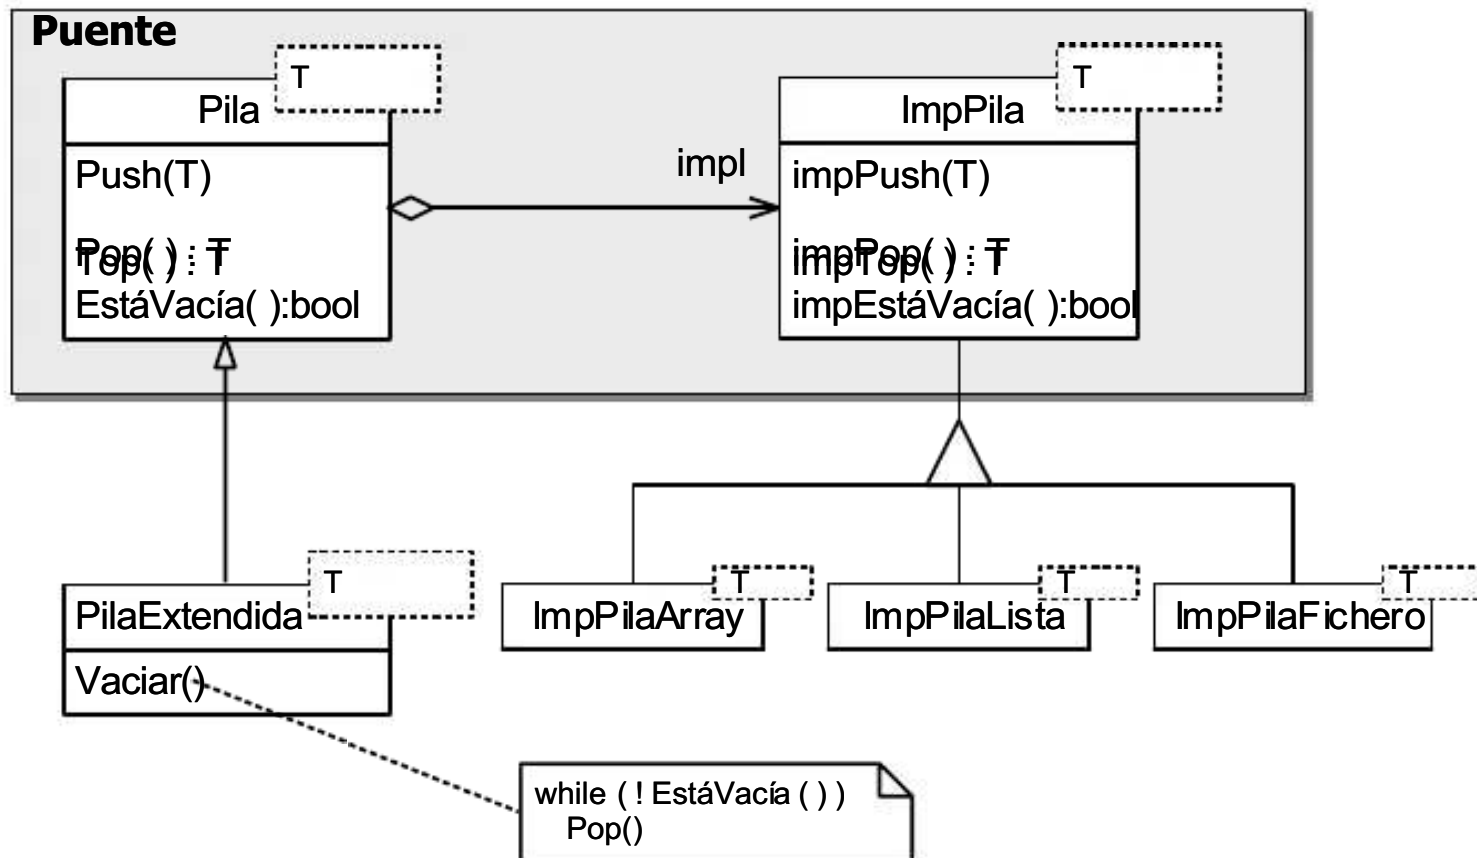 Puente
T
Pila
Push(T)
Pop( ) : T
Top( ) : T
EstáVacía( ):bool
impl
T
ImpPila
impPush(T)
impPop( ) : T
impTop( ) : T
impEstáVacía( ):bool
T
PilaExtendida
Vaciar()
T
ImpPilaArray
T
ImpPilaLista
T
ImpPilaFichero
while ( ! EstáVacía ( ) )
Pop()